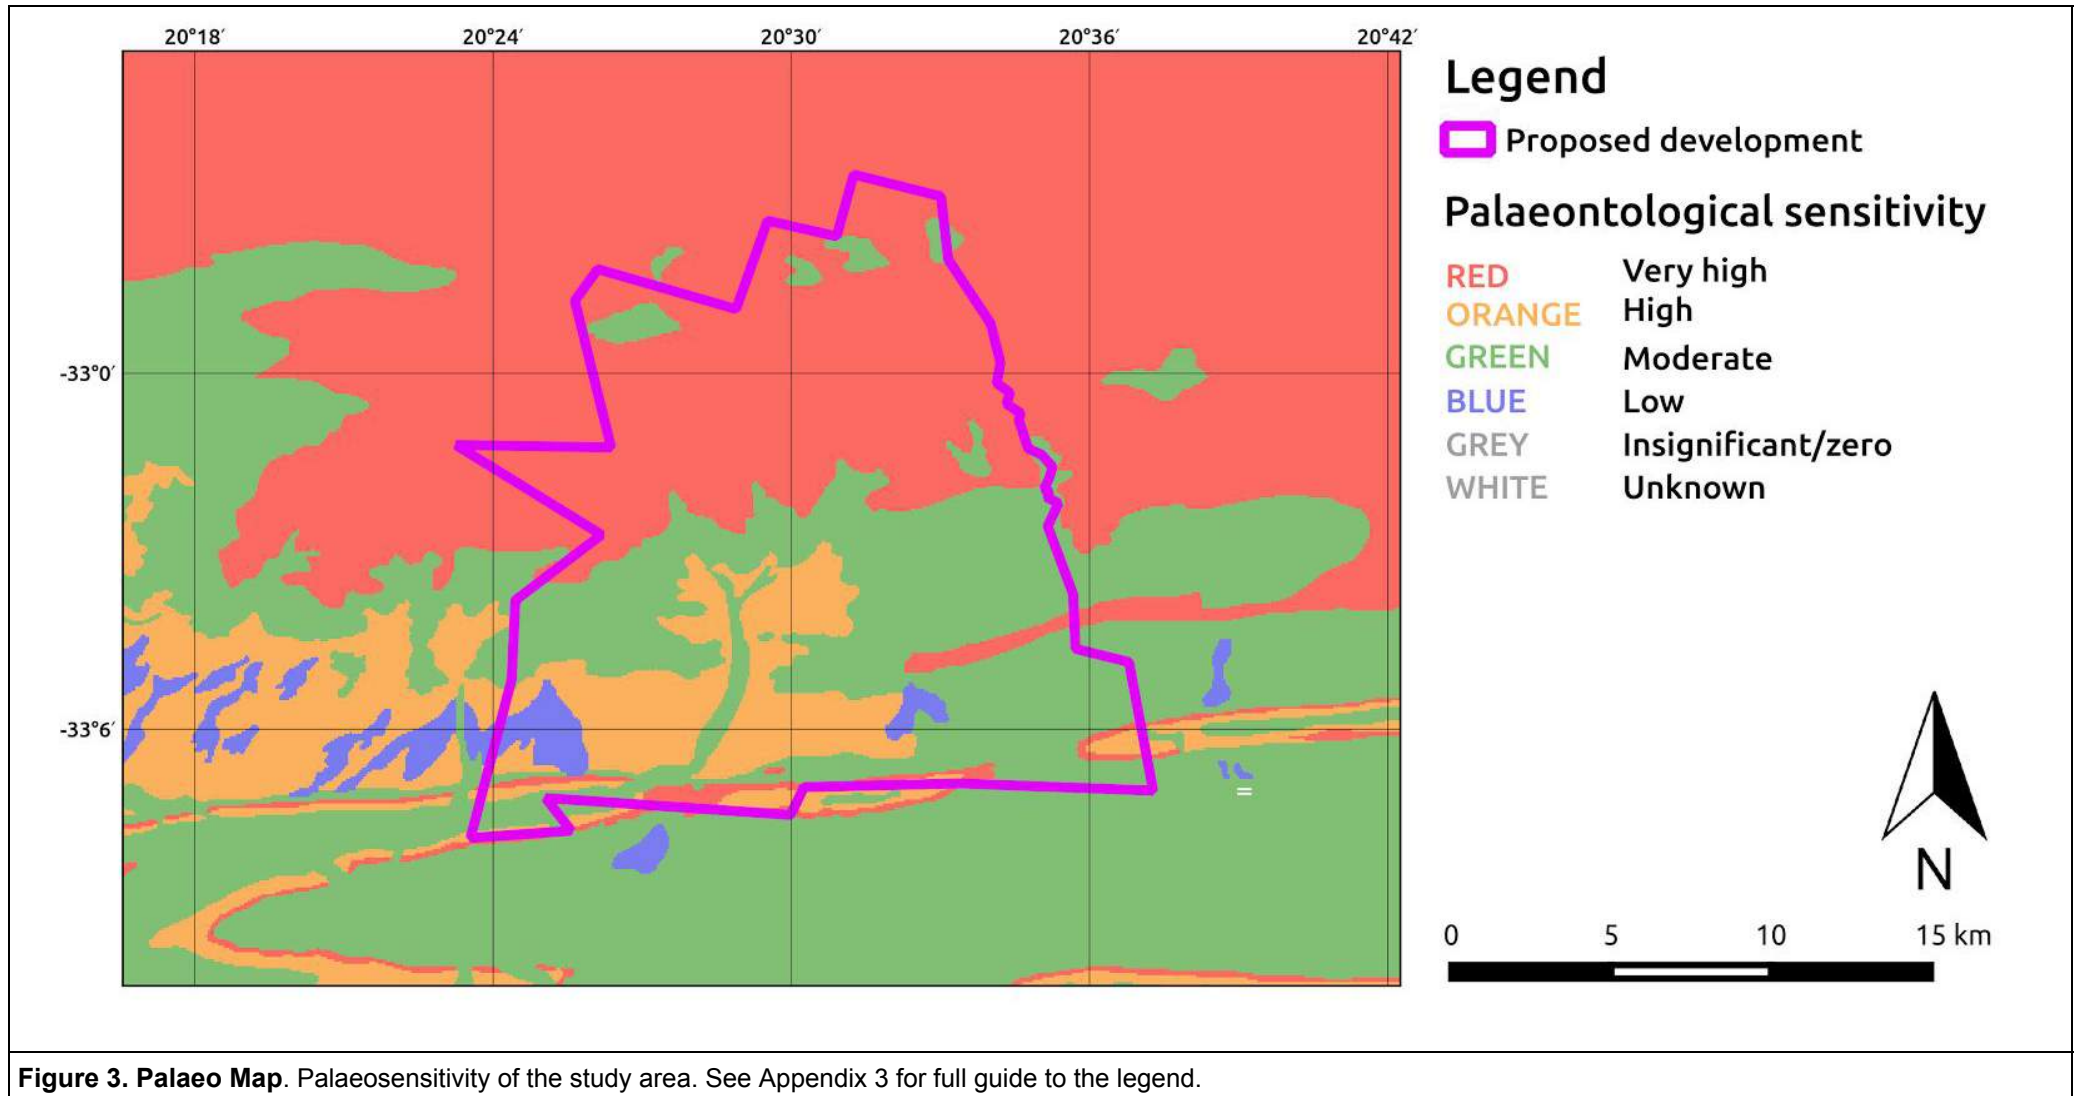 20°18′ 20°24′ 20°30′ 20°36′ 20°42′
-33°0′
-33°6′
Legend
Proposed development
Palaeontological sensitivity
RED Very high
ORANGE High
GREEN Moderate
BLUE Low
GREY Insignificant/zero
WHITE Unknown
N
0 5 10 15 km
Figure 3. Palaeo Map. Palaeosensitivity of the study area. See Appendix 3 for full guide to the legend.